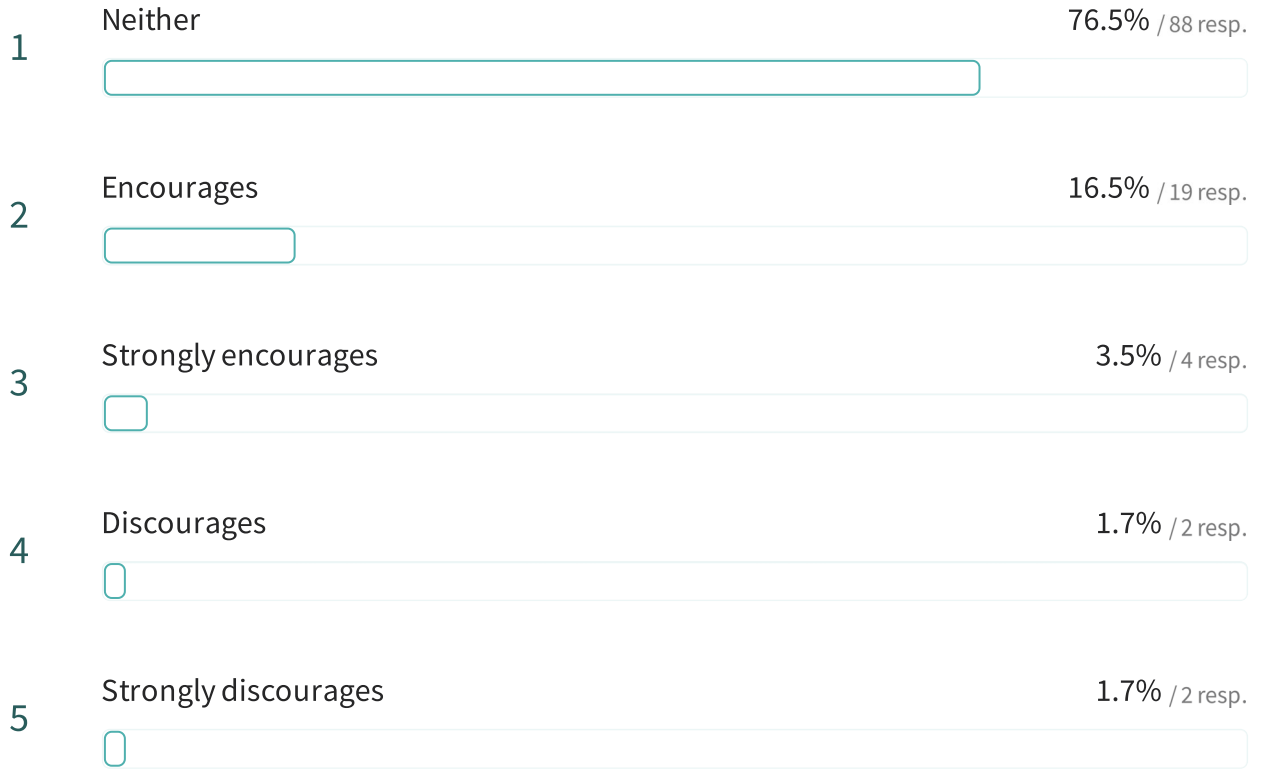 1
Neither 76.5% / 88 resp.
2
Encourages 16.5% / 19 resp.
3
Strongly encourages 3.5% / 4 resp.
4
Discourages 1.7% / 2 resp.
5
Strongly discourages 1.7% / 2 resp.